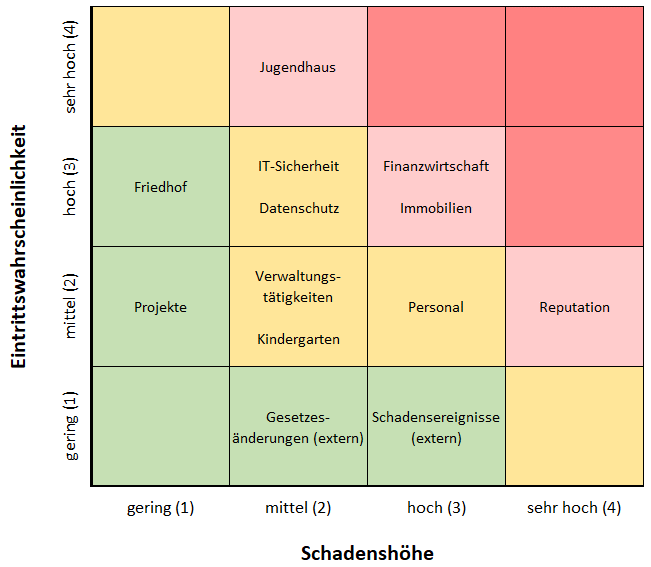 Eintrittswahrscheinlichkeit
sehr hoch (4)
Jugendhaus
hoch (3)
Friedhof
IT-Sicherheit
Datenschutz
Finanzwirtschaft
Immobilien
mittel (2)
Projekte
Verwaltungs-
tätigkeiten
Kindergarten
Personal
Reputation
gering (1)
Gesetzes-
änderungen (extern)
Schadensereignisse
(extern)
gering (1)
mittel (2)
hoch (3)
sehr hoch (4)
Schadenshöhe